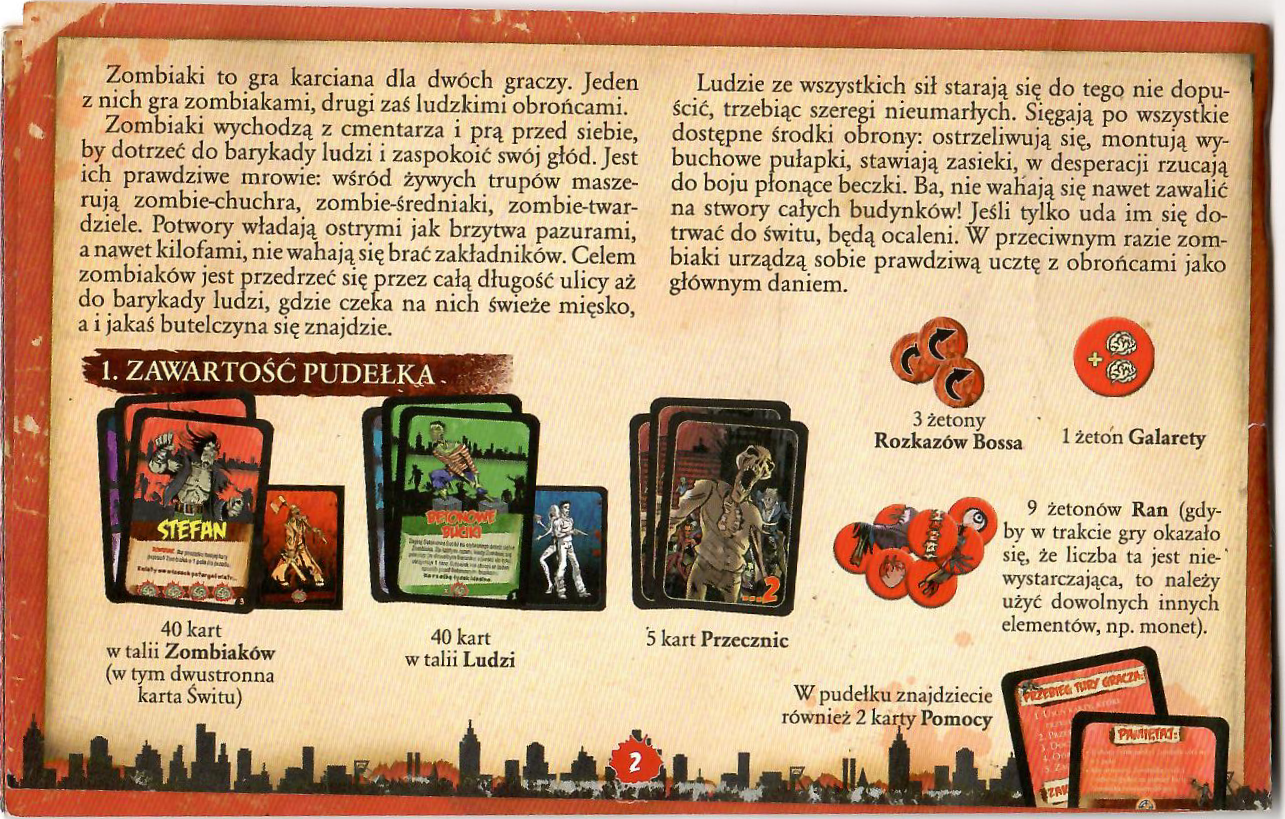 Zombiaki to gra karciana dla dwóch graczy. Jeden
z nich gra zombiakami, drugi zaś ludzkimi obrońcami.
Zombiaki wychodzą z cmentarza i prą przed siebie,
by dotrzeć do barykady ludzi i zaspokoić swój głód. Jest
ich prawdziwe mrowie: wśród żywych trupów masze-
rują zombie-chuchra, zombie-średniaki, zombie-twar-
dziele. Potwory władają ostrymi jak brzytwa pazurami,
a nawet kilofami, nie wahają się brać zakładników. Celem
zombiaków jest przedrzeć się przez całą długość ulicy aż
do barykady ludzi, gdzie czeka na nich świeże mięsko,
a i jakaś butelczyna się znajdzie.
Ludzie ze wszystkich sił starają się do tego nie dopu-
ścić, trzebiąc szeregi nieumarłych. Sięgają po wszystkie
dostępne środki obrony: ostrzeliwują się, montują wy-
buchowe pułapki, stawiają zasieki, w desperacji rzucają
do boju płonące beczki. Ba, nie wahają się nawet zawalić
na stwory całych budynków! Jeśli tylko uda im się do-
trwać do świtu, będą ocaleni. W przeciwnym razie zom-
biaki urządzą sobie prawdziwą ucztę z obrońcami jako
głównym daniem.
1. ZAWARTOŚĆ PUDEŁKA
STEFAN
5
40 kart
w talii Zombiaków
(w tym dwustronna
karta Świtu)
BETONOWE
BUCIKI
1
40 kart
w talii Ludzi
...2
5 kart Przecznic
3 żetony
Rozkazów Bossa
+
1 żeton Galarety
9 żetonów Ran (gdy-
by w trakcie gry okazało
się, że liczba ta jest nie-
wystarczająca, to należy
użyć dowolnych innych
elementów, np. monet).
W pudełku znajdziecie
również 2 karty Pomocy
PRZEBIEG TURY GRACZA:
PAMIĘTAJ:
2